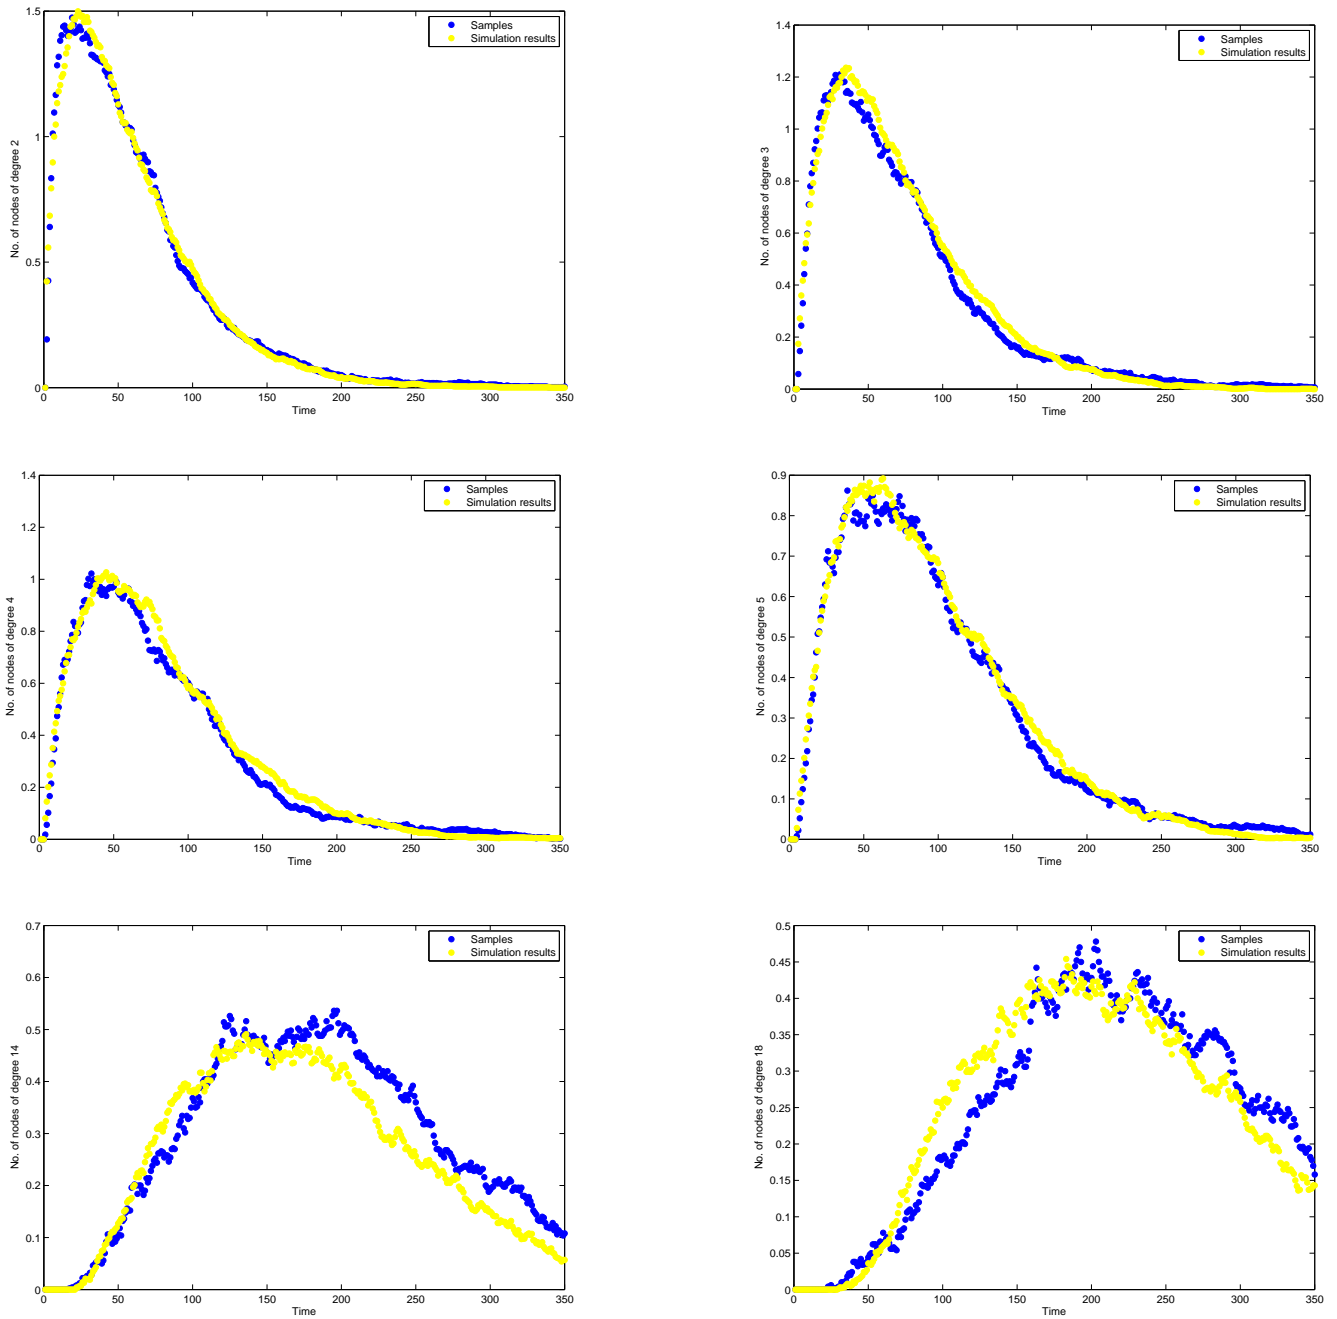 Samples
Simulation results
No. of nodes of degree 2
1.5
1
0.5
0
0 50 100 150 200 250 300 350
Time
Samples
Simulation results
No. of nodes of degree 3
1.4
1.2
1
0.8
0.6
0.4
0.2
0
0 50 100 150 200 250 300 350
Time
Samples
Simulation results
No. of nodes of degree 4
1.4
1.2
1
0.8
0.6
0.4
0.2
0
0 50 100 150 200 250 300 350
Time
Samples
Simulation results
No. of nodes of degree 5
0.9
0.8
0.7
0.6
0.5
0.4
0.3
0.2
0.1
0
0 50 100 150 200 250 300 350
Time
Samples
Simulation results
No. of nodes of degree 14
0.7
0.6
0.5
0.4
0.3
0.2
0.1
0
0 50 100 150 200 250 300 350
Time
Samples
Simulation results
No. of nodes of degree 18
0.5
0.45
0.4
0.35
0.3
0.25
0.2
0.15
0.1
0.05
0
0 50 100 150 200 250 300 350
Time